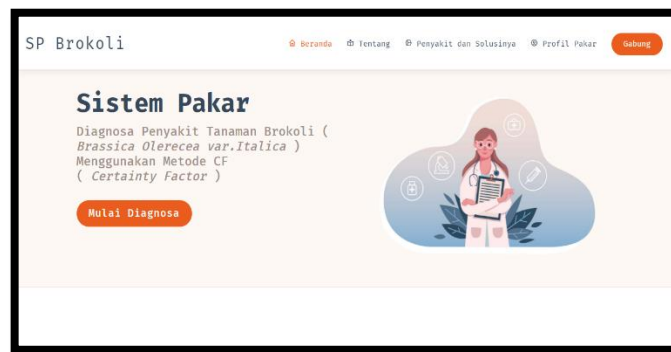 SP Brokoli
Beranda
Tentang
Penyakit dan Solusinya
Profil Pakar
Gabung
Sistem Pakar
Diagnosa Penyakit Tanaman Brokoli (
Brassica Olerecea var.Italica )
Menggunakan Metode CF
( Certainty Factor )
Mulai Diagnosa